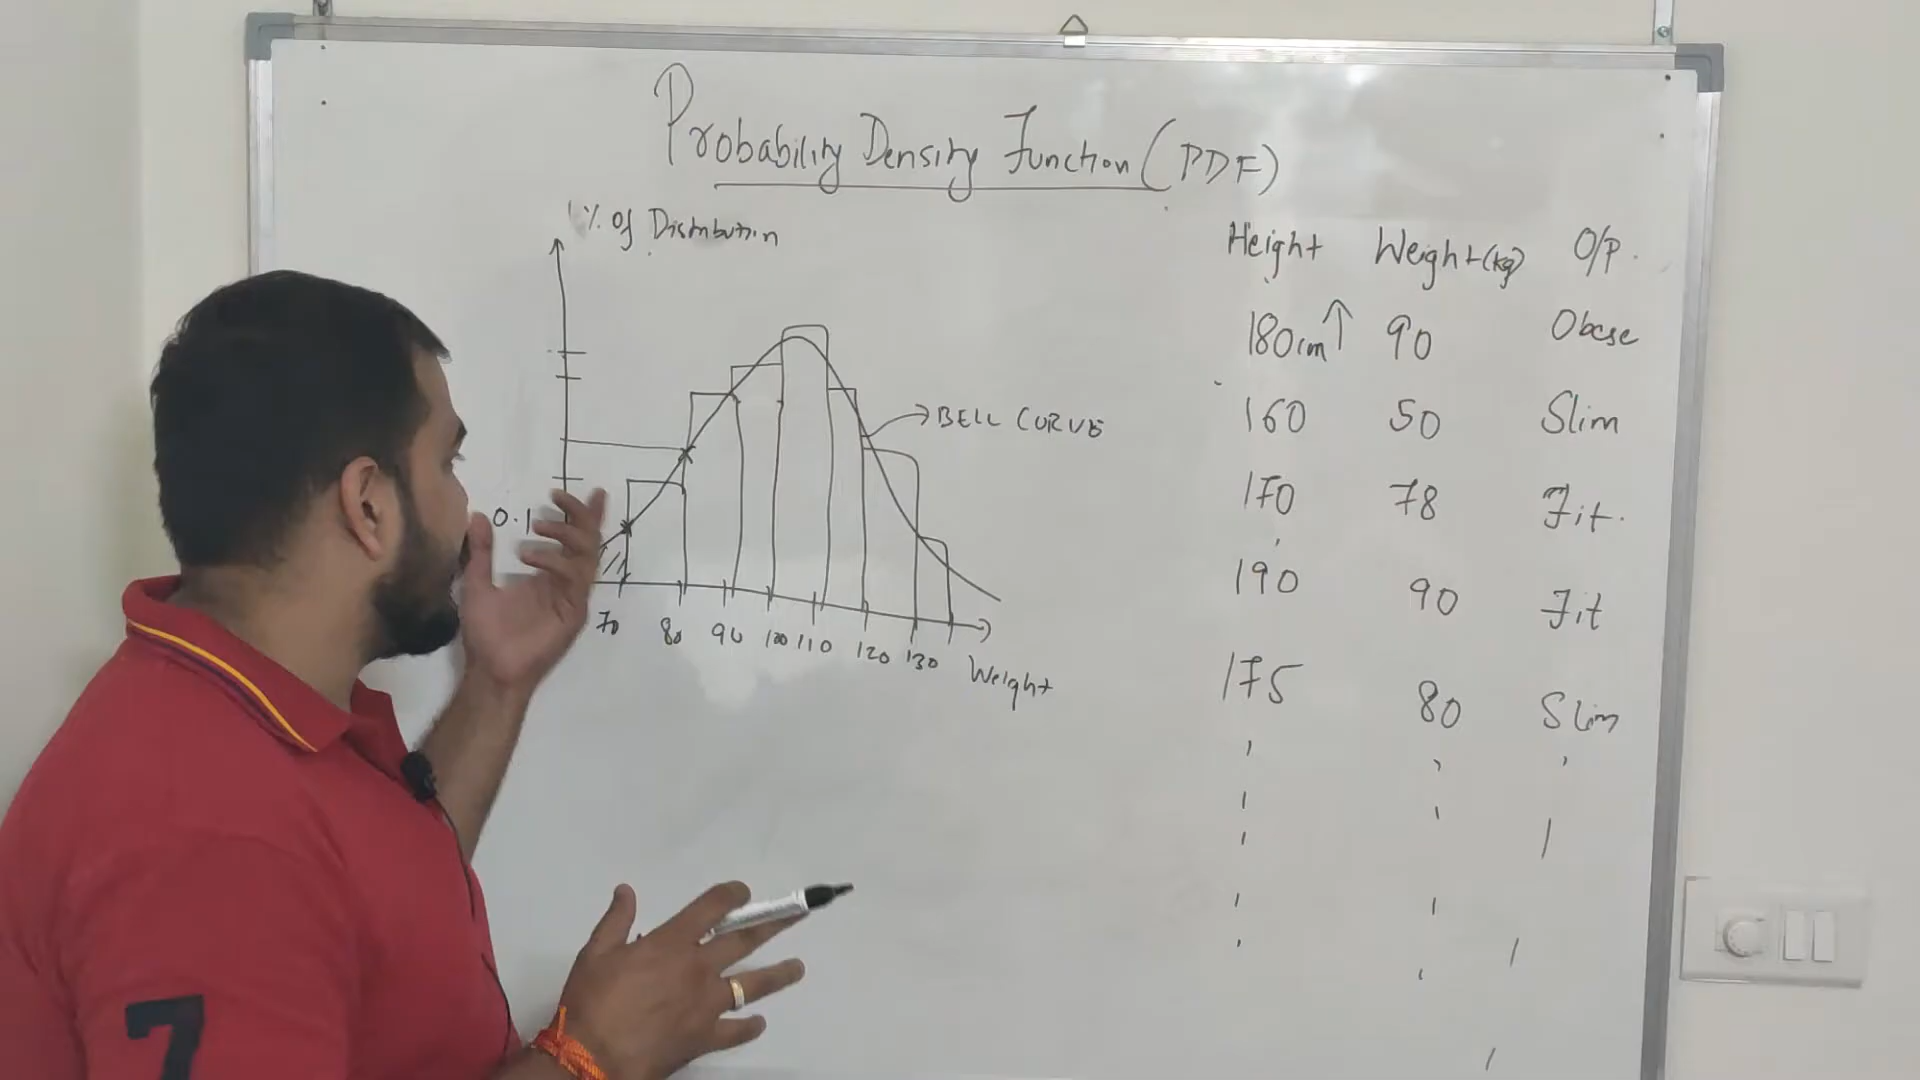 Probability Density Function (PDF)
% Of Distribution
0.1
BELL CURVE
70 80 90 100 110 120 130
Weight
Height Weight(kg) O/P.
180cm ↑ 90 Obese
160 50 Slim
170 78 Fit.
190 90 Fit
175 80 Slim
7